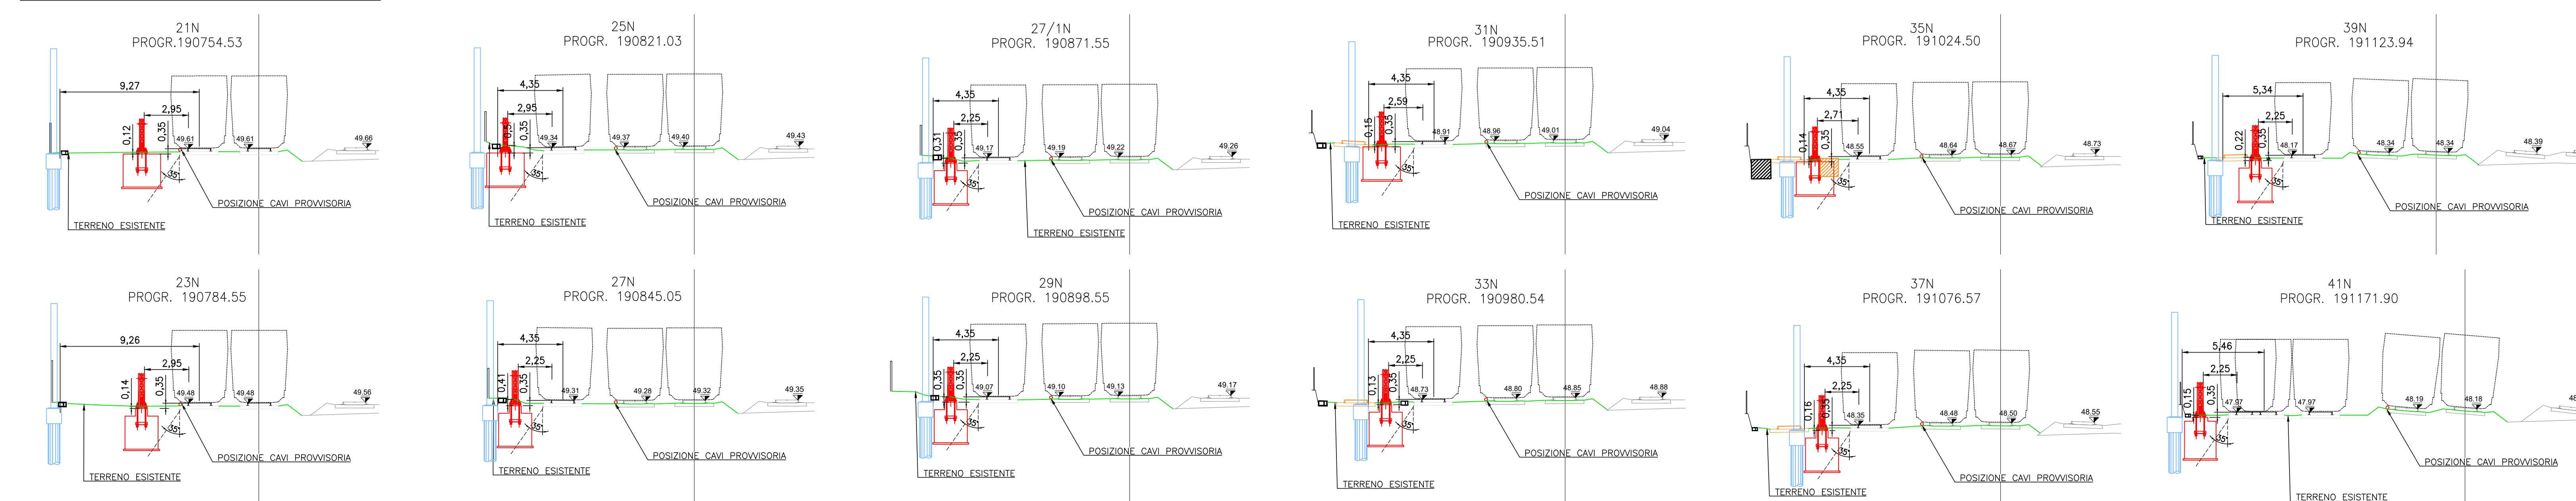 21N
PROGR.190754.53
9,27
2,95
0,12
0,35
49.61
49.61
49.66
35°
POSIZIONE CAVI PROVVISORIA
TERRENO ESISTENTE
25N
PROGR. 190821.03
4,35
2,95
0,35
49.34
49.37
49.40
49.43
35°
POSIZIONE CAVI PROVVISORIA
TERRENO ESISTENTE
27/1N
PROGR. 190871.55
4,35
2,25
0,31
0,35
49.17
49.19
49.22
49.26
35°
POSIZIONE CAVI PROVVISORIA
TERRENO ESISTENTE
31N
PROGR. 190935.51
4,35
2,59
0,15
0,35
48.91
48.96
49.01
49.04
35°
POSIZIONE CAVI PROVVISORIA
TERRENO ESISTENTE
35N
PROGR. 191024.50
4,35
2,71
0,14
0,35
48.55
48.64
48.67
48.73
35°
POSIZIONE CAVI PROVVISORIA
39N
PROGR. 191123.94
5,34
2,25
0,22
0,35
48.17
48.34
48.34
48.39
35°
POSIZIONE CAVI PROVVISORIA
TERRENO ESISTENTE
23N
PROGR. 190784.55
9,26
2,95
0,14
0,35
49.48
49.48
49.56
35°
POSIZIONE CAVI PROVVISORIA
TERRENO ESISTENTE
27N
PROGR. 190845.05
4,35
2,25
0,41
0,35
49.31
49.28
49.32
49.35
35°
POSIZIONE CAVI PROVVISORIA
TERRENO ESISTENTE
29N
PROGR. 190898.55
4,35
2,25
0,35
0,35
49.07
49.10
49.13
49.17
35°
POSIZIONE CAVI PROVVISORIA
TERRENO ESISTENTE
33N
PROGR. 190980.54
4,35
2,25
0,13
0,35
48.73
48.80
48.85
48.88
35°
POSIZIONE CAVI PROVVISORIA
TERRENO ESISTENTE
37N
PROGR. 191076.57
4,35
2,25
0,16
0,35
48.35
48.48
48.50
48.55
35°
POSIZIONE CAVI PROVVISORIA
TERRENO ESISTENTE
41N
PROGR. 191171.90
5,46
2,25
0,15
0,35
47.97
47.97
48.19
48.18
35°
POSIZIONE CAVI PROVVISORIA
TERRENO ESISTENTE